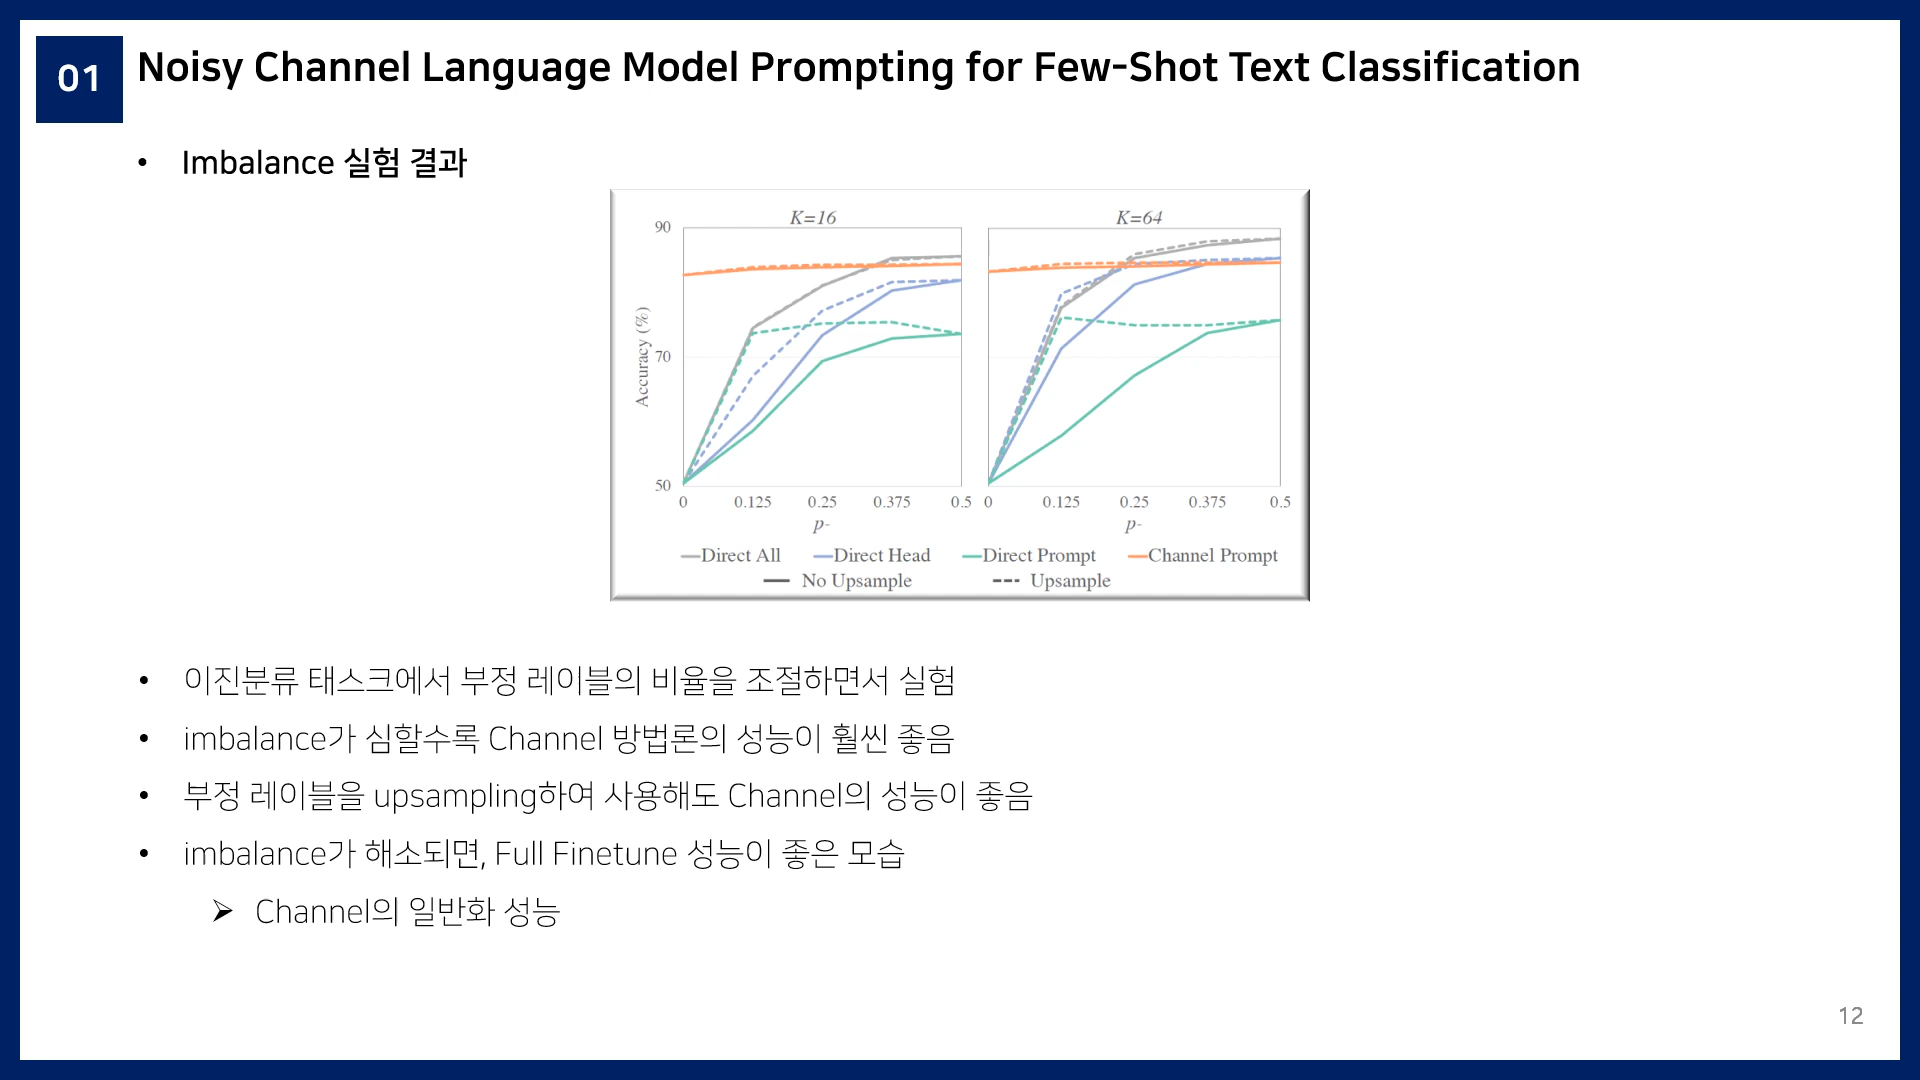 01
Noisy Channel Language Model Prompting for Few-Shot Text Classification
• Imbalance 실험 결과
K=16 K=64
90
70
50
Accuracy (%)
0 0.125 0.25 0.375 0.5 0 0.125 0.25 0.375 0.5
p- p-
Direct All Direct Head Direct Prompt Channel Prompt
No Upsample Upsample
• 이진분류 태스크에서 부정 레이블의 비율을 조절하면서 실험
• imbalance가 심할수록 Channel 방법론의 성능이 훨씬 좋음
• 부정 레이블을 upsampling하여 사용해도 Channel의 성능이 좋음
• imbalance가 해소되면, Full Finetune 성능이 좋은 모습
➢ Channel의 일반화 성능
12